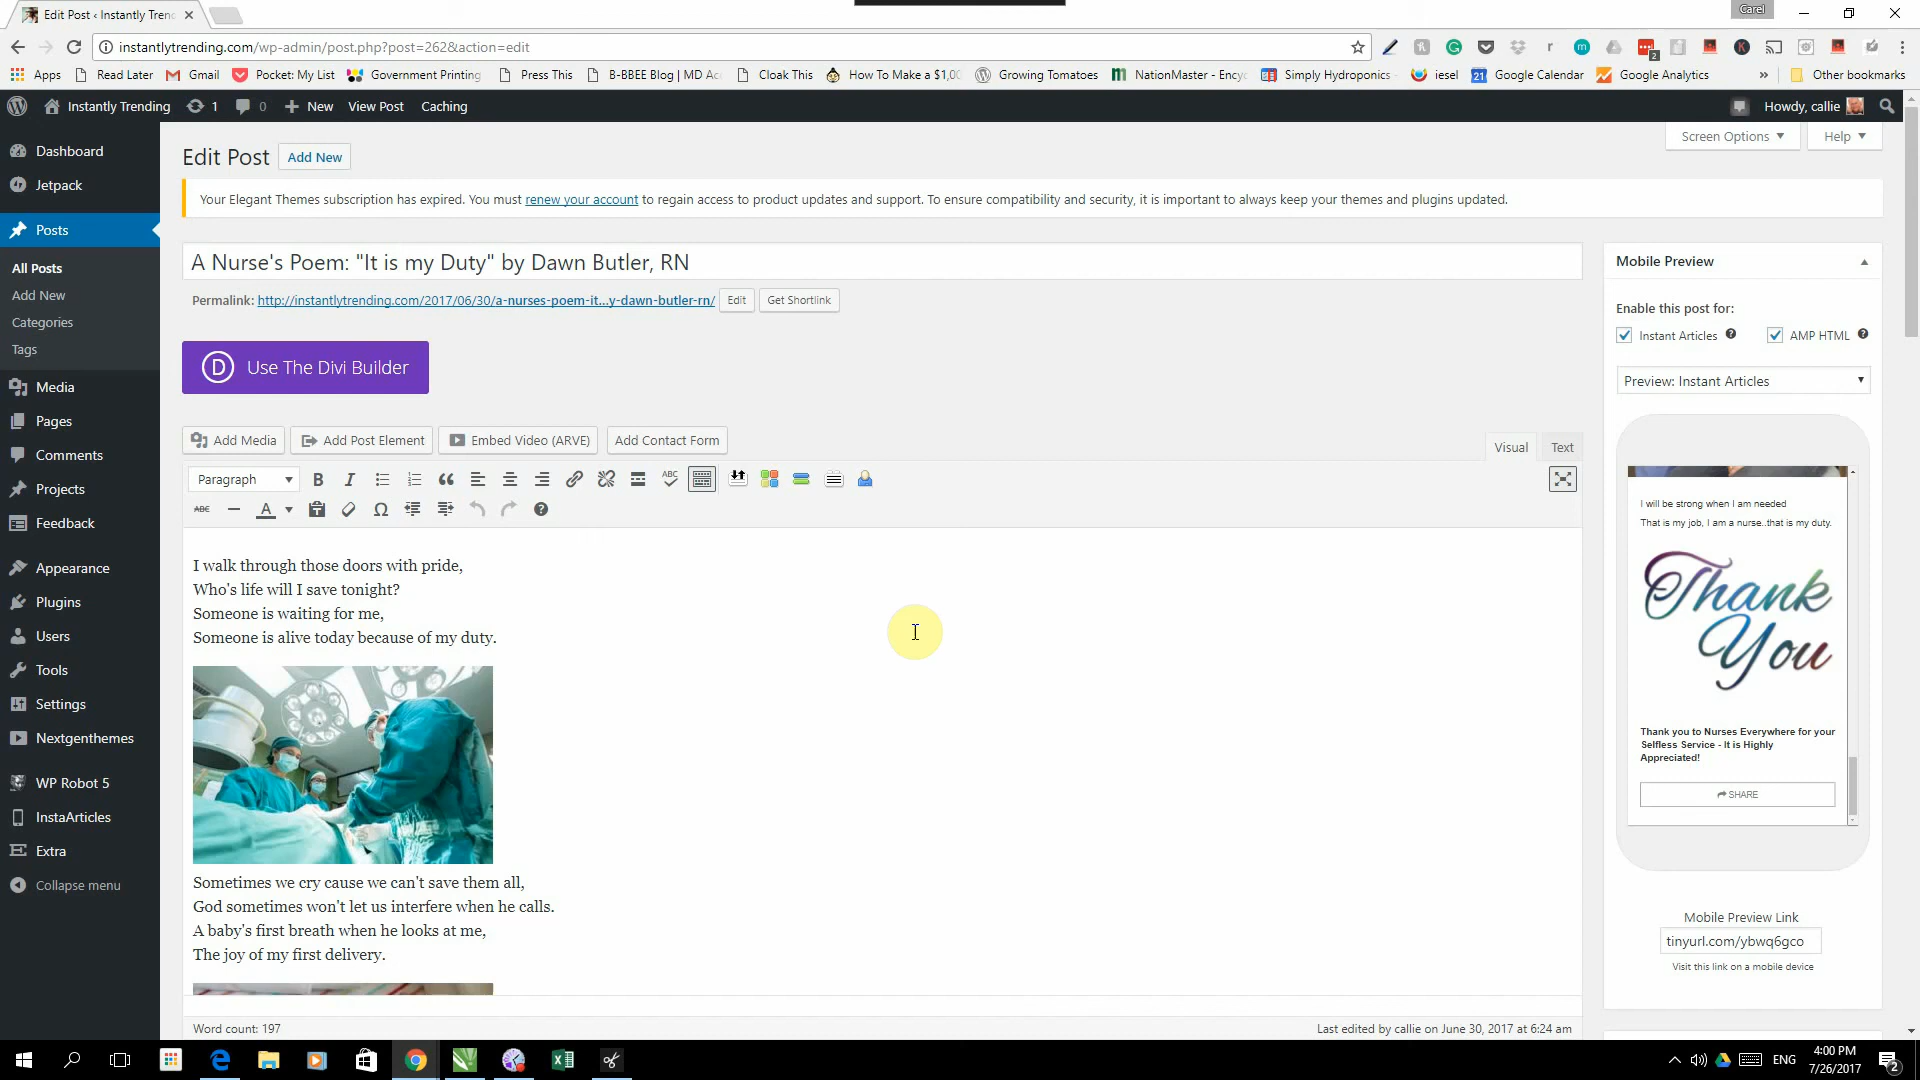 Edit Post ‹ Instantly Tren
Carel
instantlytrending.com/wp-admin/post.php?post=262&action=edit
Apps
Read Later
Gmail
Pocket: My List
Government Printing
Press This
B-BBEE Blog | MD Ac
Cloak This
How To Make a $1,00
Growing Tomatoes
NationMaster - Ency
Simply Hydroponics
iesel
Google Calendar
Google Analytics
»
Other bookmarks
Instantly Trending
1
0
New
View Post
Caching
Howdy, callie
Dashboard
Jetpack
Posts
All Posts
Add New
Categories
Tags
Media
Pages
Comments
Projects
Feedback
Appearance
Plugins
Users
Tools
Settings
Nextgenthemes
WP Robot 5
InstaArticles
Extra
Collapse menu
Screen Options
Help
Edit Post
Add New
Your Elegant Themes subscription has expired. You must renew your account to regain access to product updates and support. To ensure compatibility and security, it is important to always keep your themes and plugins updated.
A Nurse's Poem: "It is my Duty" by Dawn Butler, RN
Permalink: http://instantlytrending.com/2017/06/30/a-nurses-poem-it...y-dawn-butler-rn/
Edit
Get Shortlink
D Use The Divi Builder
Add Media
Add Post Element
Embed Video (ARVE)
Add Contact Form
Visual
Text
Paragraph
B
I
ABC
ABC
A
Ω
I walk through those doors with pride,
Who's life will I save tonight?
Someone is waiting for me,
Someone is alive today because of my duty.
Sometimes we cry cause we can't save them all,
God sometimes won't let us interfere when he calls.
A baby's first breath when he looks at me,
The joy of my first delivery.
Word count: 197
Last edited by callie on June 30, 2017 at 6:24 am
Mobile Preview
Enable this post for:
Instant Articles
AMP HTML
Preview: Instant Articles
I will be strong when I am needed
That is my job, I am a nurse..that is my duty.
Thank
You
Thank you to Nurses Everywhere for your
Selfless Service - It is Highly
Appreciated!
SHARE
Mobile Preview Link
tinyurl.com/ybwq6gco
Visit this link on a mobile device
ENG
4:00 PM
7/26/2017
2